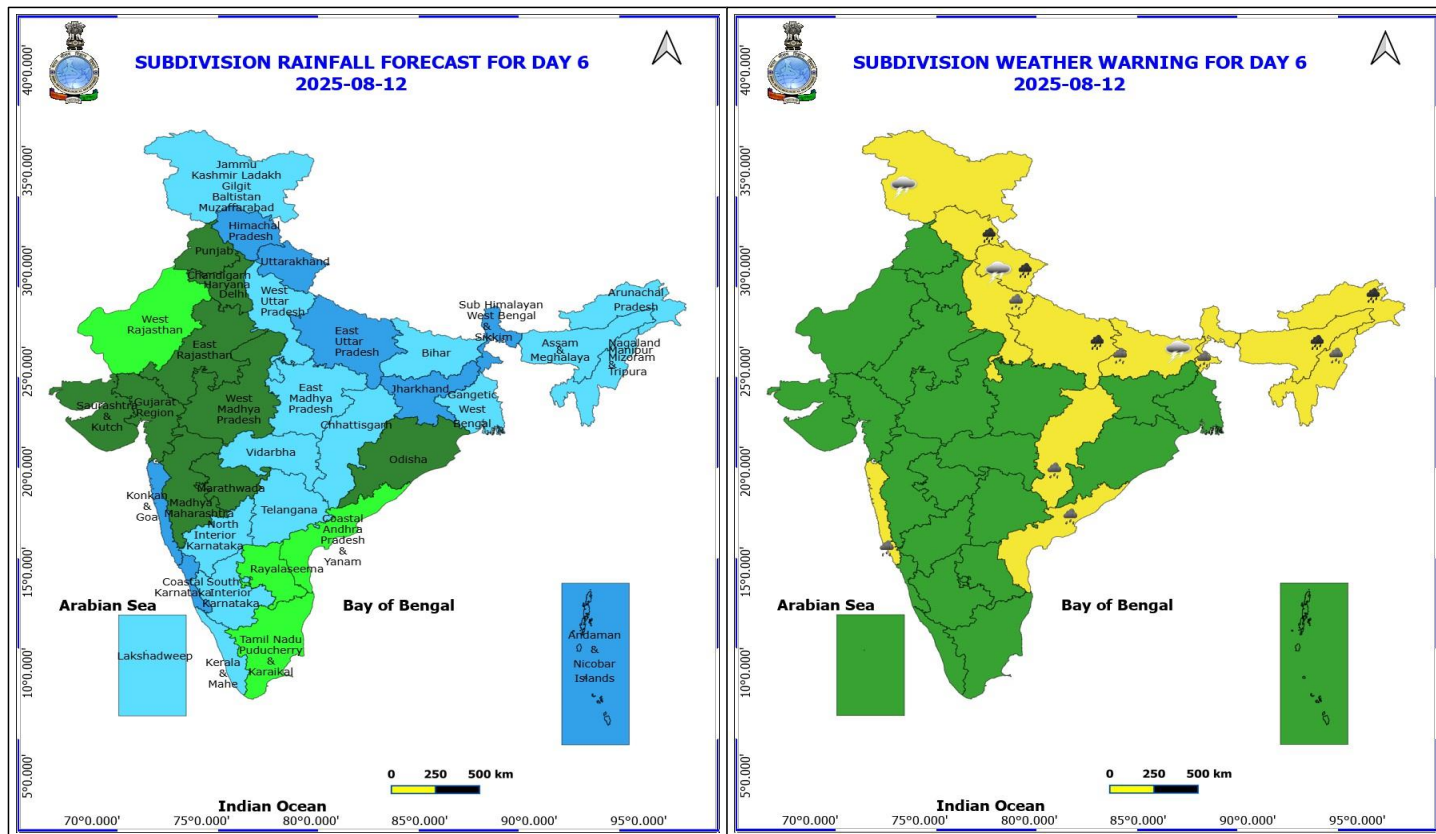 SUBDIVISION RAINFALL FORECAST FOR DAY 6
2025-08-12
40°0.000'
35°0.000'
30°0.000'
25°0.000'
20°0.000'
15°0.000'
10°0.000'
5°0.000'
Jammu
Kashmir Ladakh
Gilgit
Baltistan
Muzaffarabad
Himachal
Pradesh
Punjab
Uttarakhand
Chandigarh
Haryana
Delhi
West
Uttar
Pradesh
West
Rajasthan
East
Rajasthan
East
Uttar
Pradesh
Sub Himalayan
West Bengal
&
Sikkim
Arunachal
Pradesh
Assam
&
Meghalaya
Nagaland
Manipur
Mizoram
&
Tripura
Bihar
Jharkhand
Gangetic
West
Bengal
Saurashtra
&
Kutch
Gujarat
Region
West
Madhya
Pradesh
East
Madhya
Pradesh
Chhattisgarh
Vidarbha
Odisha
Konkan
&
Goa
Madhya
Maharashtra
Marathwada
Telangana
North
Interior
Karnataka
Coastal
Andhra
Pradesh
&
Yanam
Rayalaseema
Coastal
Karnataka
South
Interior
Karnataka
Arabian Sea
Bay of Bengal
Lakshadweep
Kerala
&
Mahe
Tamil Nadu
Puducherry
&
Karaikal
Andaman
&
Nicobar
Islands
0 250 500 km
Indian Ocean
70°0.000' 75°0.000' 80°0.000' 85°0.000' 90°0.000' 95°0.000'
SUBDIVISION WEATHER WARNING FOR DAY 6
2025-08-12
40°0.000'
35°0.000'
30°0.000'
25°0.000'
20°0.000'
15°0.000'
10°0.000'
5°0.000'
Arabian Sea
Bay of Bengal
0 250 500 km
Indian Ocean
70°0.000' 75°0.000' 80°0.000' 85°0.000' 90°0.000' 95°0.000'